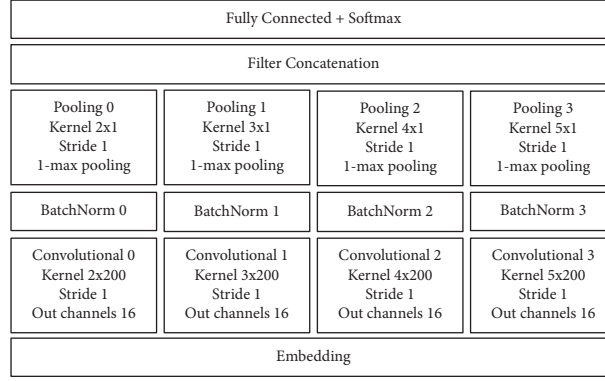 Fully Connected + Softmax
Filter Concatenation
Pooling 0
Kernel 2x1
Stride 1
1-max pooling
Pooling 1
Kernel 3x1
Stride 1
1-max pooling
Pooling 2
Kernel 4x1
Stride 1
1-max pooling
Pooling 3
Kernel 5x1
Stride 1
1-max pooling
BatchNorm 0
BatchNorm 1
BatchNorm 2
BatchNorm 3
Convolutional 0
Kernel 2x200
Stride 1
Out channels 16
Convolutional 1
Kernel 3x200
Stride 1
Out channels 16
Convolutional 2
Kernel 4x200
Stride 1
Out channels 16
Convolutional 3
Kernel 5x200
Stride 1
Out channels 16
Embedding